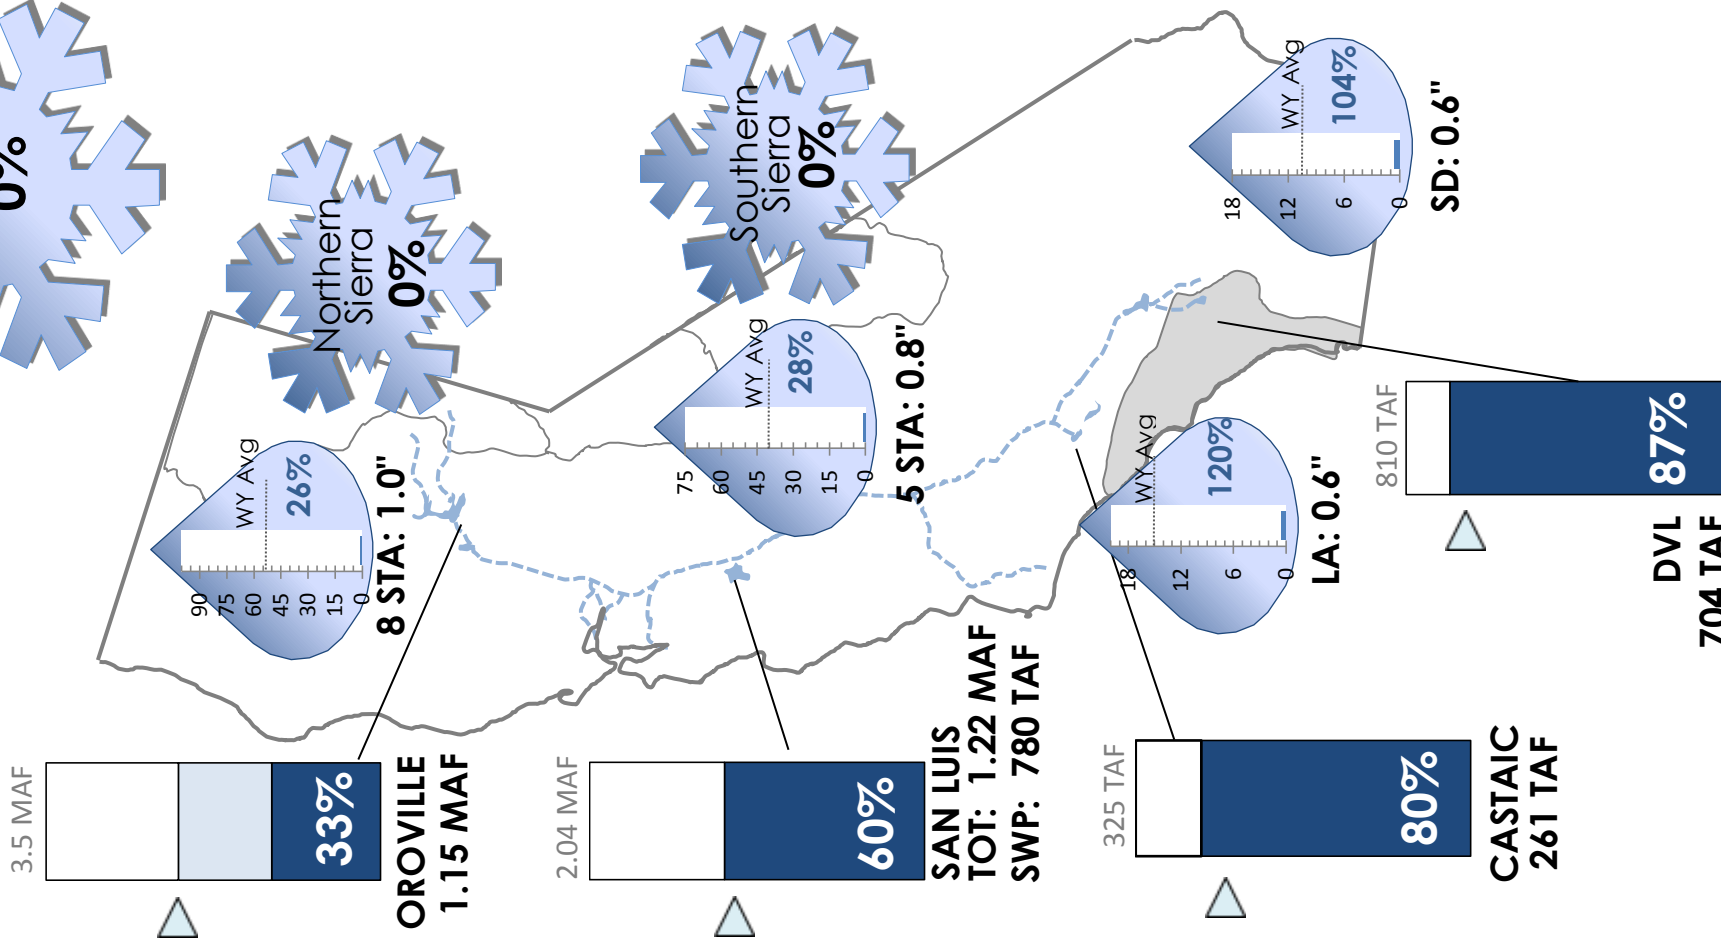 0%
Northern
Sierra
0%
Southern
Sierra
0%
WY Avg
26%
90
75
60
45
30
15
0
8 STA: 1.0"
WY Avg
28%
75
60
45
30
15
0
5 STA: 0.8"
WY Avg
120%
18
12
6
0
LA: 0.6"
WY Avg
104%
18
12
6
0
SD: 0.6"
3.5 MAF
33%
OROVILLE
1.15 MAF
2.04 MAF
60%
SAN LUIS
TOT: 1.22 MAF
SWP: 780 TAF
325 TAF
80%
CASTAIC
261 TAF
810 TAF
87%
DVL
704 TAF